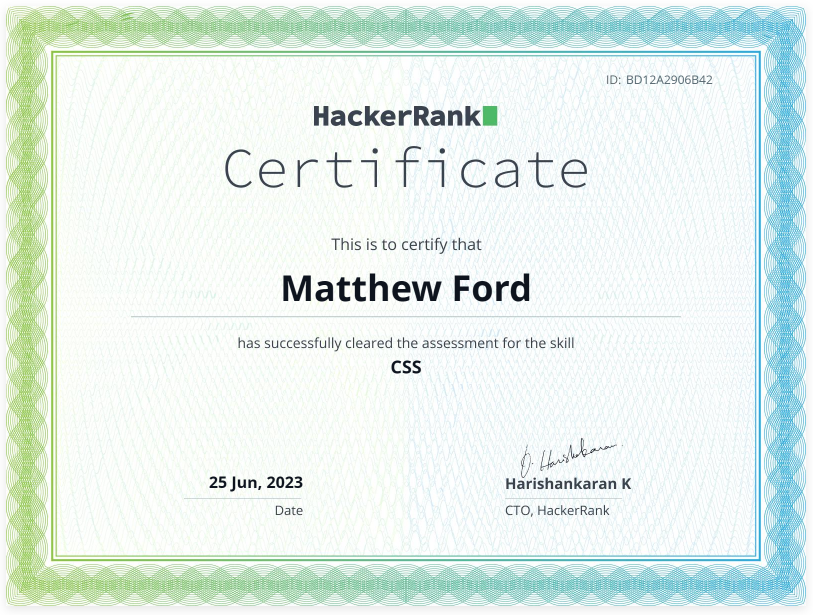 ID: BD12A2906B42
HackerRank
Certificate
This is to certify that
Matthew Ford
has successfully cleared the assessment for the skill
CSS
25 Jun, 2023
Date
Harishankaran K
CTO, HackerRank